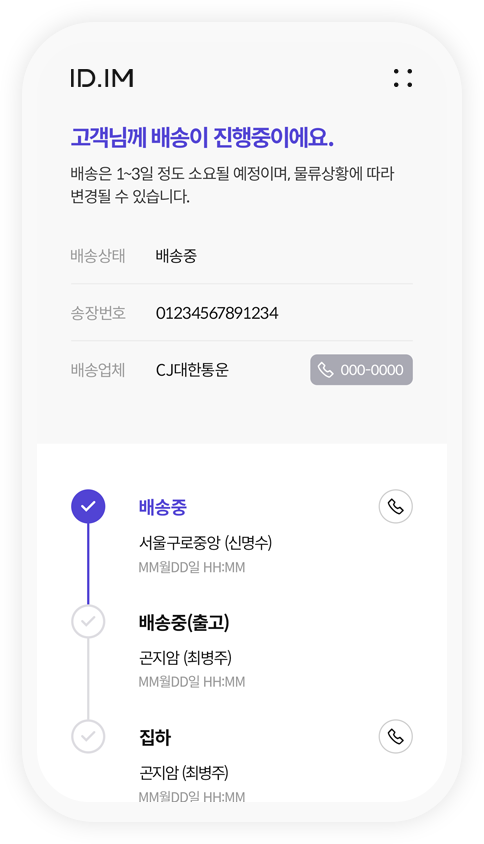 ID.IM
고객님께 배송이 진행중이에요.
배송은 1~3일 정도 소요될 예정이며, 물류상황에 따라
변경될 수 있습니다.
배송상태 배송중
송장번호 01234567891234
배송업체 CJ대한통운 000-0000
배송중
서울구로중앙 (신명수)
MM월DD일 HH:MM
배송중(출고)
곤지암 (최병주)
MM월DD일 HH:MM
집하
곤지암 (최병주)
MM월DD일 HH:MM